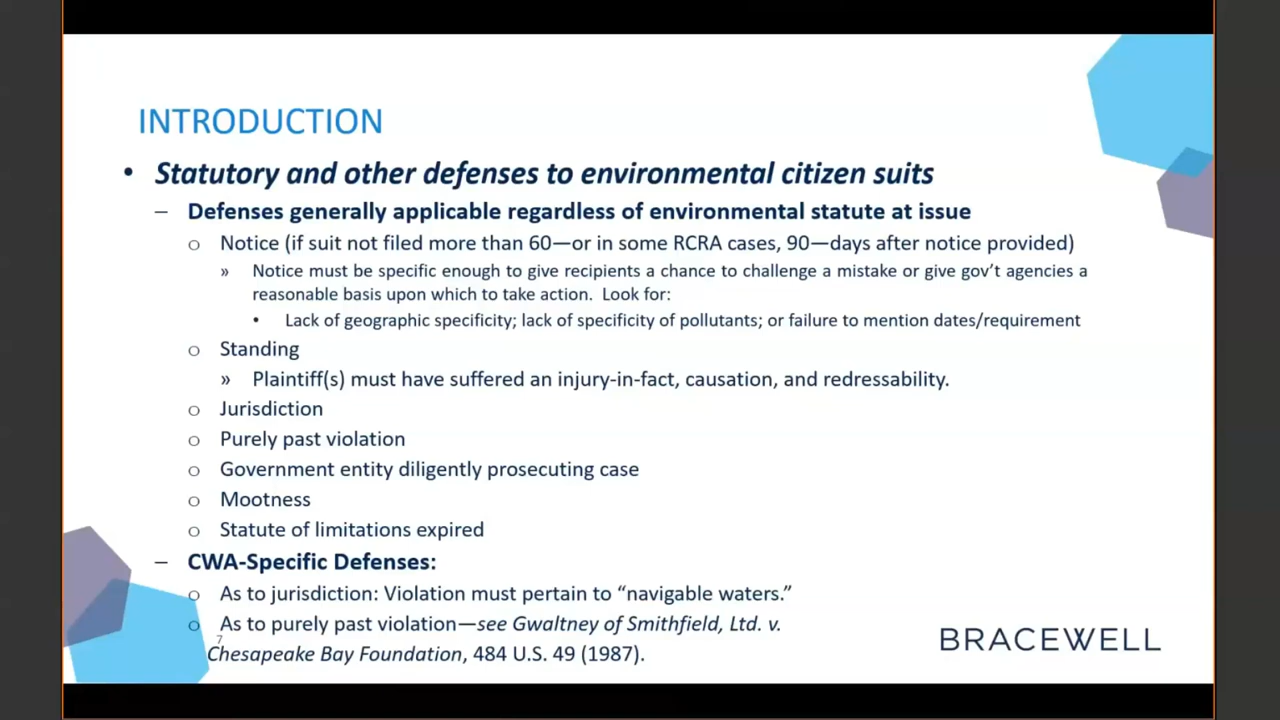 INTRODUCTION
• Statutory and other defenses to environmental citizen suits
– Defenses generally applicable regardless of environmental statute at issue
o Notice (if suit not filed more than 60—or in some RCRA cases, 90—days after notice provided)
» Notice must be specific enough to give recipients a chance to challenge a mistake or give gov’t agencies a
reasonable basis upon which to take action. Look for:
• Lack of geographic specificity; lack of specificity of pollutants; or failure to mention dates/requirement
o Standing
» Plaintiff(s) must have suffered an injury-in-fact, causation, and redressability.
o Jurisdiction
o Purely past violation
o Government entity diligently prosecuting case
o Mootness
o Statute of limitations expired
– CWA-Specific Defenses:
o As to jurisdiction: Violation must pertain to “navigable waters.”
o As to purely past violation—see Gwaltney of Smithfield, Ltd. v.
Chesapeake Bay Foundation, 484 U.S. 49 (1987).
7
BRACEWELL